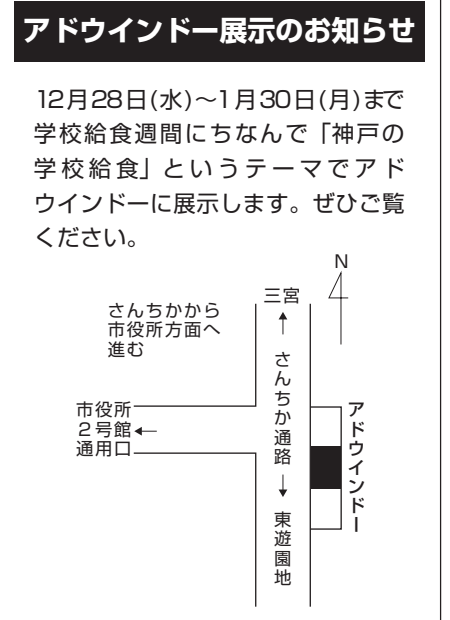 アドウインドー展示のお知らせ
12月28日(水)~1月30日(月)まで
学校給食週間にちなんで「神戸の
学校給食」というテーマでアド
ウインドーに展示します。ぜひご覧
ください。
N
三宮
さんちかから
市役所方面へ
進む
↑
さんちか通路
↓
東遊園地
市役所
2号館←
通用口
アドウインドー